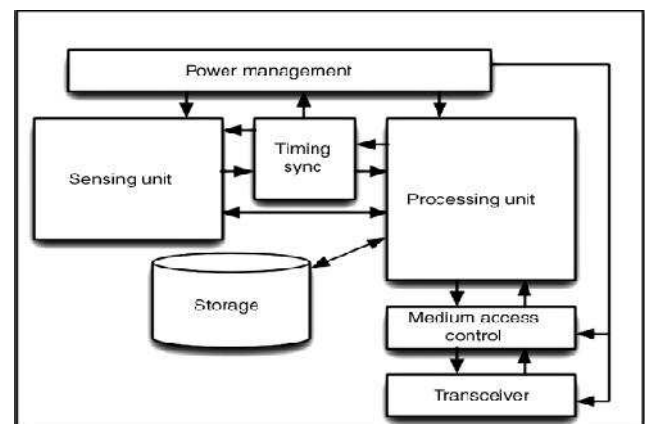 Power management
Sensing unit
Timing
sync
Processing unit
Storage
Medium access
control
Transceiver